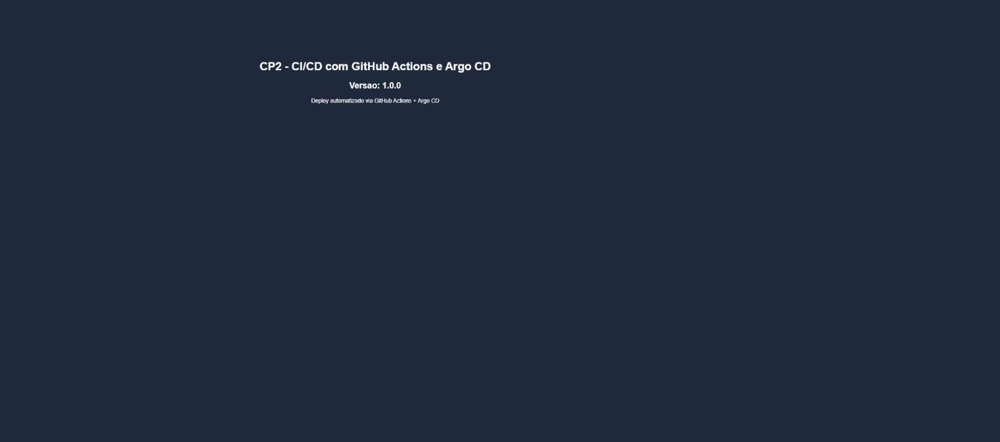 CP2 - CI/CD com GitHub Actions e Argo CD
Versao: 1.0.0
Deploy automatizado via GitHub Actions + Argo CD